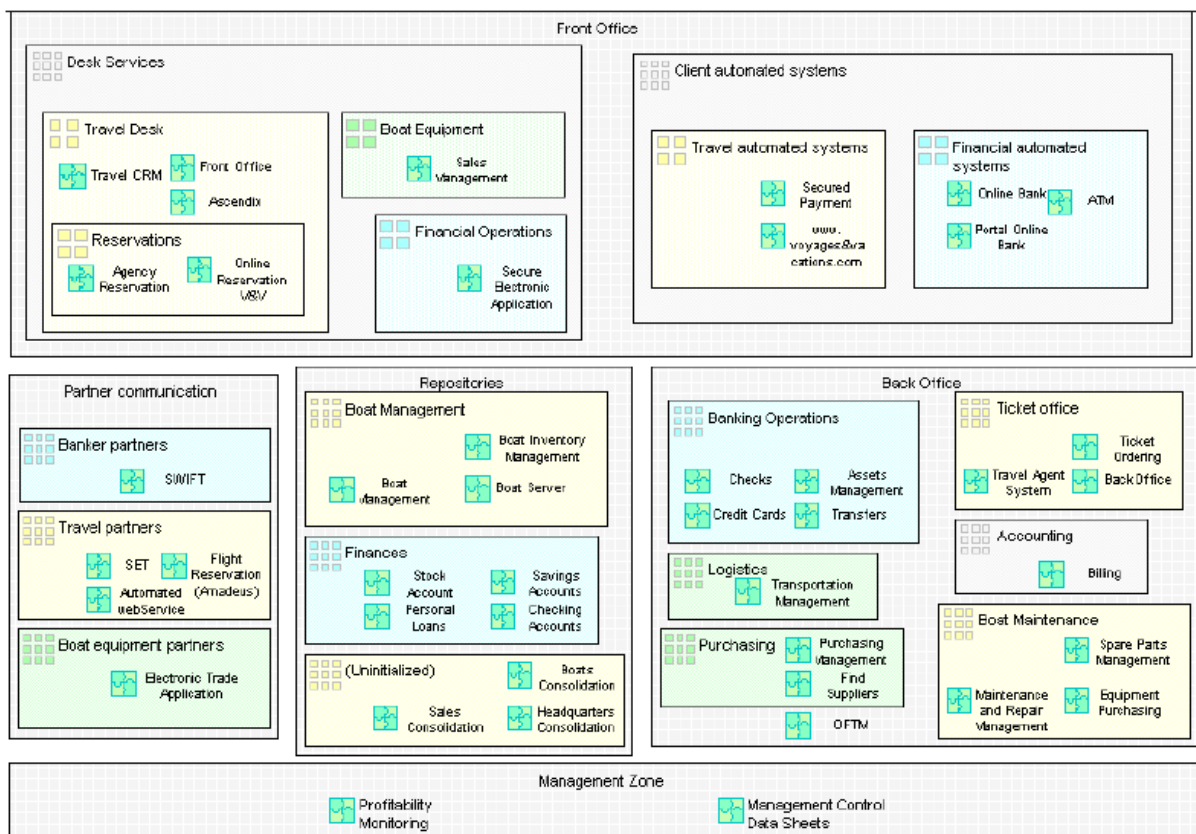 Front Office
Desk Services
Travel Desk
Travel CRM
Front Office
Ascendix
Reservations
Agency
Reservation
Online
Reservation
V&V
Boat Equipment
Sales
Management
Financial Operations
Secure
Electronic
Application
Client automated systems
Travel automated systems
Secured
Payment
www.
voyages&va
cations.com
Financial automated
systems
Online Bank
ATM
Portal Online
Bank
Partner communication
Banker partners
SWIFT
Travel partners
SET
Flight
Reservation
(Amadeus)
Automated
webService
Boat equipment partners
Electronic Trade
Application
Repositories
Boat Management
Boat Inventory
Management
Boat
Management
Boat Server
Finances
Stock
Account
Savings
Accounts
Personal
Loans
Checking
Accounts
(Uninitialized)
Boats
Consolidation
Sales
Consolidation
Headquarters
Consolidation
Back Office
Banking Operations
Checks
Assets
Management
Credit Cards
Transfers
Logistics
Transportation
Management
Purchasing
Purchasing
Management
Find
Suppliers
Ticket office
Ticket
Ordering
Travel Agent
System
Back Office
Accounting
Billing
Boat Maintenance
Spare Parts
Management
Maintenance
and Repair
Management
Equipment
Purchasing
Management Zone
Profitability
Monitoring
Management Control
Data Sheets